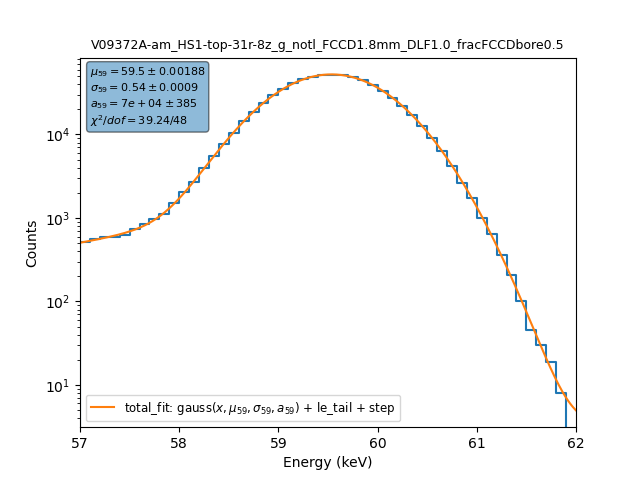 V09372A-am_HS1-top-31r-8z_g_notl_FCCD1.8mm_DLF1.0_fracFCCDbore0.5
μ₅₉ = 59.5 ± 0.00188
σ₅₉ = 0.54 ± 0.0009
a₅₉ = 7e + 04 ± 385
χ²/dof = 39.24/48
10⁴
10³
10²
10¹
Counts
total_fit: gauss(x, μ₅₉, σ₅₉, a₅₉) + le_tail + step
57 58 59 60 61 62
Energy (keV)